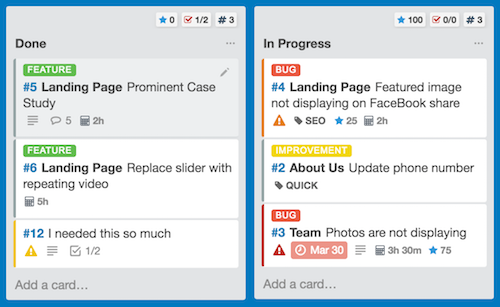 0 1/2 # 3
Done ...
FEATURE
#5 Landing Page Prominent Case
Study
5 2h
FEATURE
#6 Landing Page Replace slider with
repeating video
5h
#12 I needed this so much
1/2
Add a card…
100 0/0 # 3
In Progress ...
BUG
#4 Landing Page Featured image
not displaying on FaceBook share
SEO 25 2h
IMPROVEMENT
#2 About Us Update phone number
QUICK
BUG
#3 Team Photos are not displaying
Mar 30 3h 30m 75
Add a card…